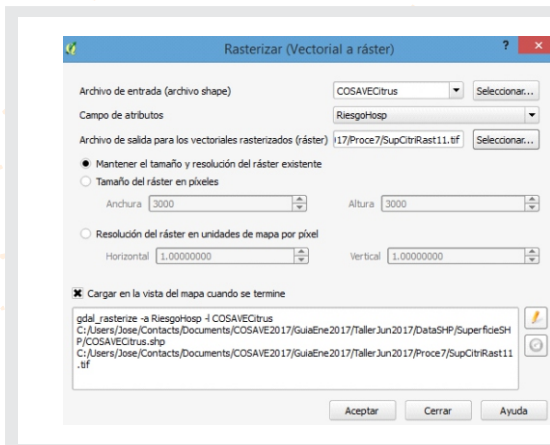 Rasterizar (Vectorial a ráster)
Archivo de entrada (archivo shape) COSAVECitrus Seleccionar...
Campo de atributos RiesgoHosp
Archivo de salida para los vectoriales rasterizados (ráster) )17/Proce7/SupCitriRast11.tif Seleccionar...
Mantener el tamaño y resolución del ráster existente
Tamaño del ráster en píxeles
Anchura 3000 Altura 3000
Resolución del ráster en unidades de mapa por píxel
Horizontal 1.00000000 Vertical 1.00000000
Cargar en la vista del mapa cuando se termine
gdal_rasterize -a RiesgoHosp -l COSAVECitrus
C:/Users/Jose/Contacts/Documents/COSAVE2017/GuiaEne2017/TallerJun2017/DataSHP/SuperficieSH
P/COSAVECitrus.shp
C:/Users/Jose/Contacts/Documents/COSAVE2017/GuiaEne2017/TallerJun2017/Proce7/SupCitriRast11
.tif
Aceptar Cerrar Ayuda